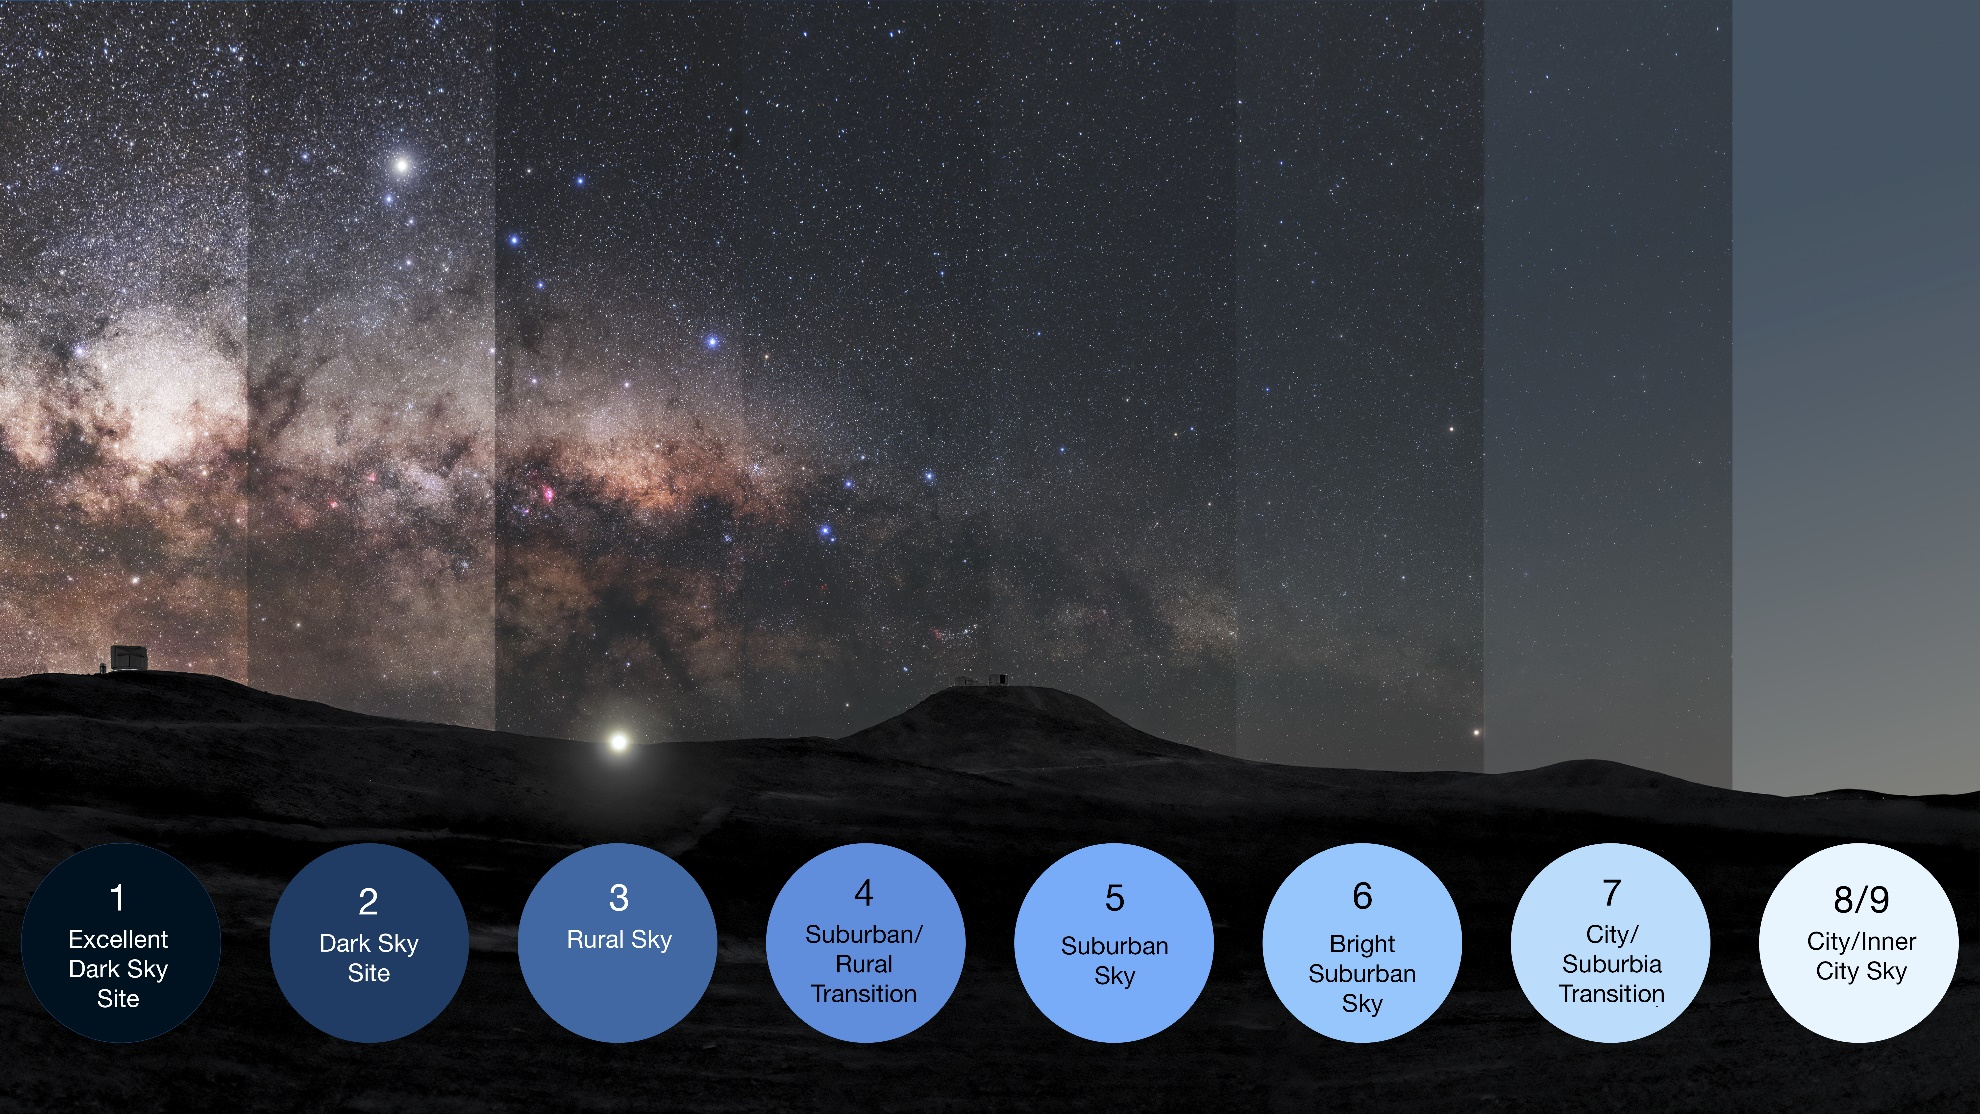 1
Excellent
Dark Sky
Site
2
Dark Sky
Site
3
Rural Sky
4
Suburban/
Rural
Transition
5
Suburban
Sky
6
Bright
Suburban
Sky
7
City/
Suburbia
Transition
8/9
City/Inner
City Sky